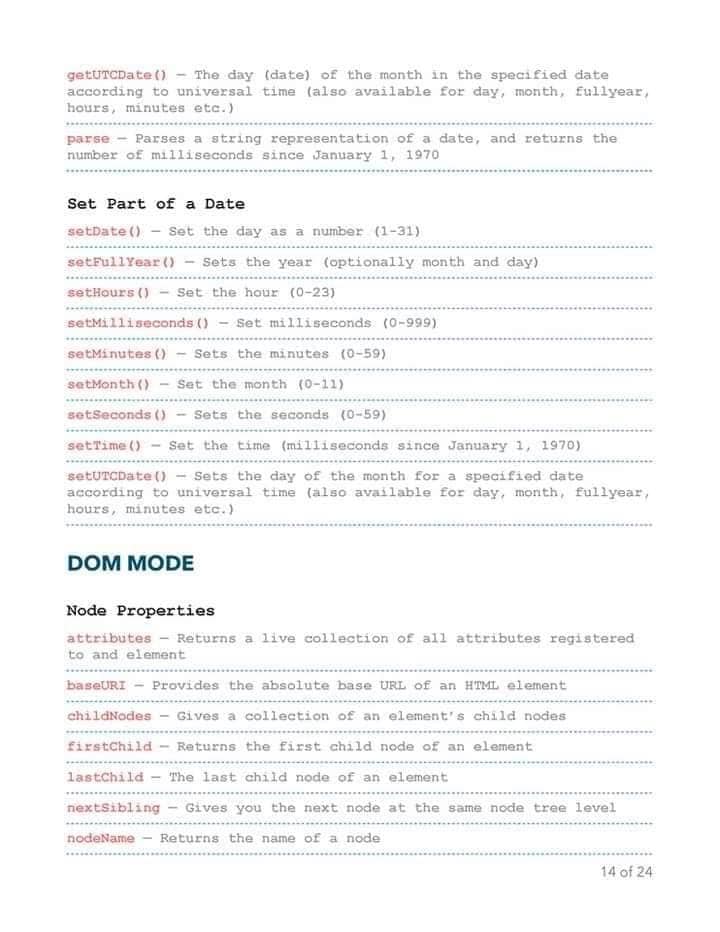 getUTCDate() — The day (date) of the month in the specified date
according to universal time (also available for day, month, fullyear,
hours, minutes etc.)
parse — Parses a string representation of a date, and returns the
number of milliseconds since January 1, 1970
Set Part of a Date
setDate() — Set the day as a number (1-31)
setFullYear() — Sets the year (optionally month and day)
setHours() — Set the hour (0-23)
setMilliseconds() — Set milliseconds (0-999)
setMinutes() — Sets the minutes (0-59)
setMonth() — Set the month (0-11)
setSeconds() — Sets the seconds (0-59)
setTime() — Set the time (milliseconds since January 1, 1970)
setUTCDate() — Sets the day of the month for a specified date
according to universal time (also available for day, month, fullyear,
hours, minutes etc.)
DOM MODE
Node Properties
attributes — Returns a live collection of all attributes registered
to and element
baseURI — Provides the absolute base URL of an HTML element
childNodes — Gives a collection of an element’s child nodes
firstChild — Returns the first child node of an element
lastChild — The last child node of an element
nextSibling — Gives you the next node at the same node tree level
nodeName — Returns the name of a node
14 of 24